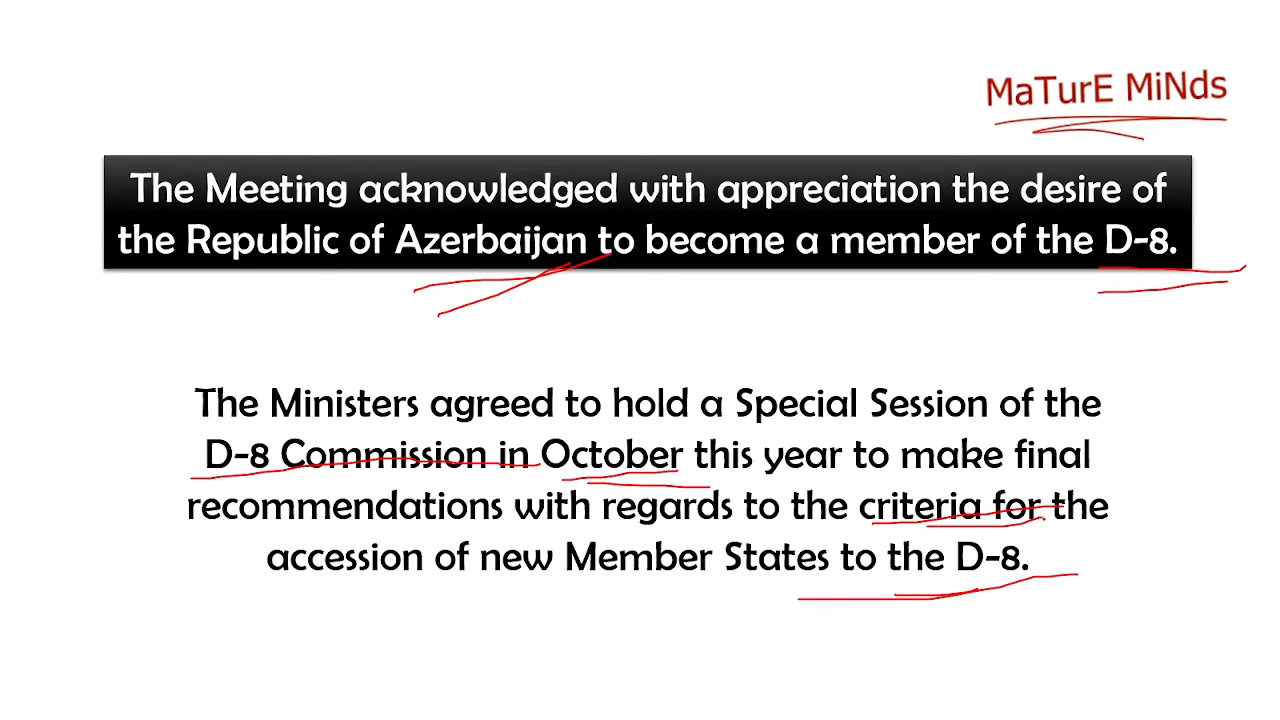 MaTurE MiNds
The Meeting acknowledged with appreciation the desire of
the Republic of Azerbaijan to become a member of the D-8.
The Ministers agreed to hold a Special Session of the
D-8 Commission in October this year to make final
recommendations with regards to the criteria for the
accession of new Member States to the D-8.